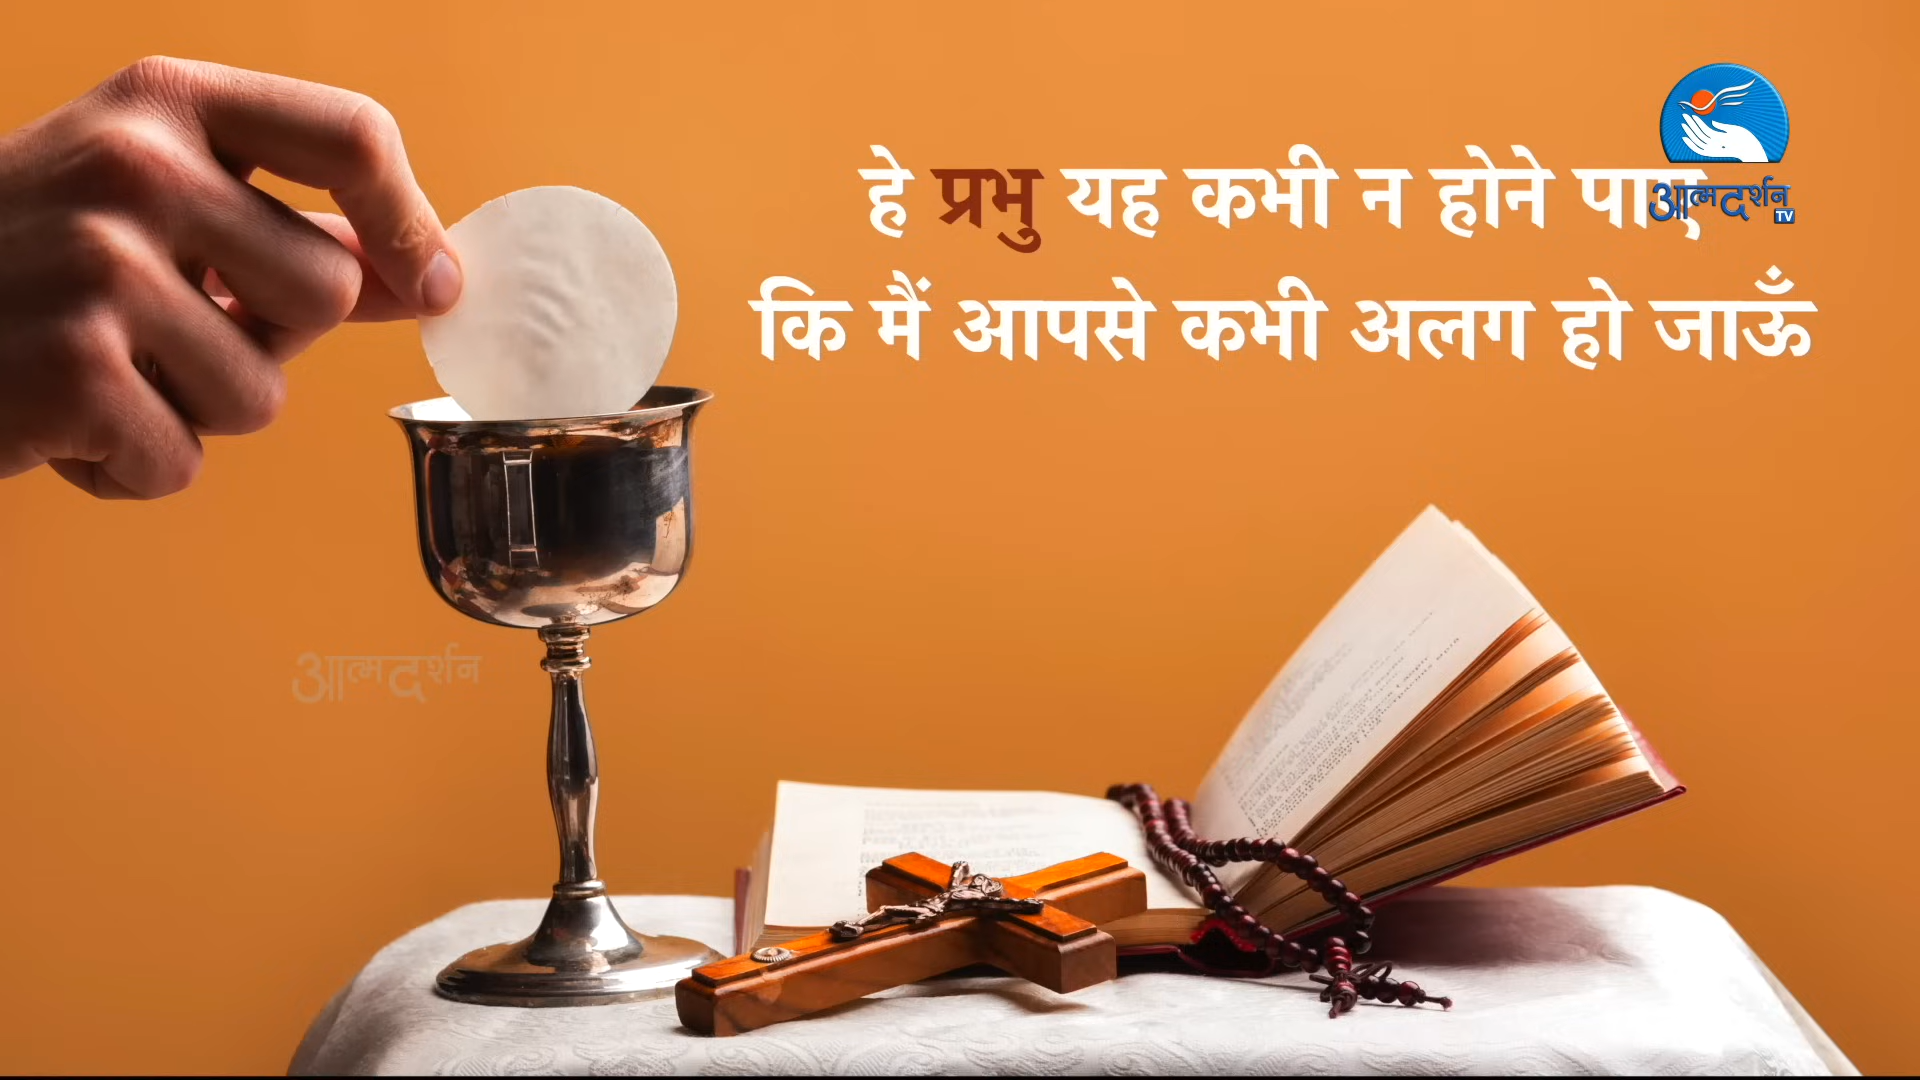 हे प्रभु यह कभी न होने पाए
कि मैं आपसे कभी अलग हो जाऊँ
आत्मदर्शन
TV
आत्मदर्शन